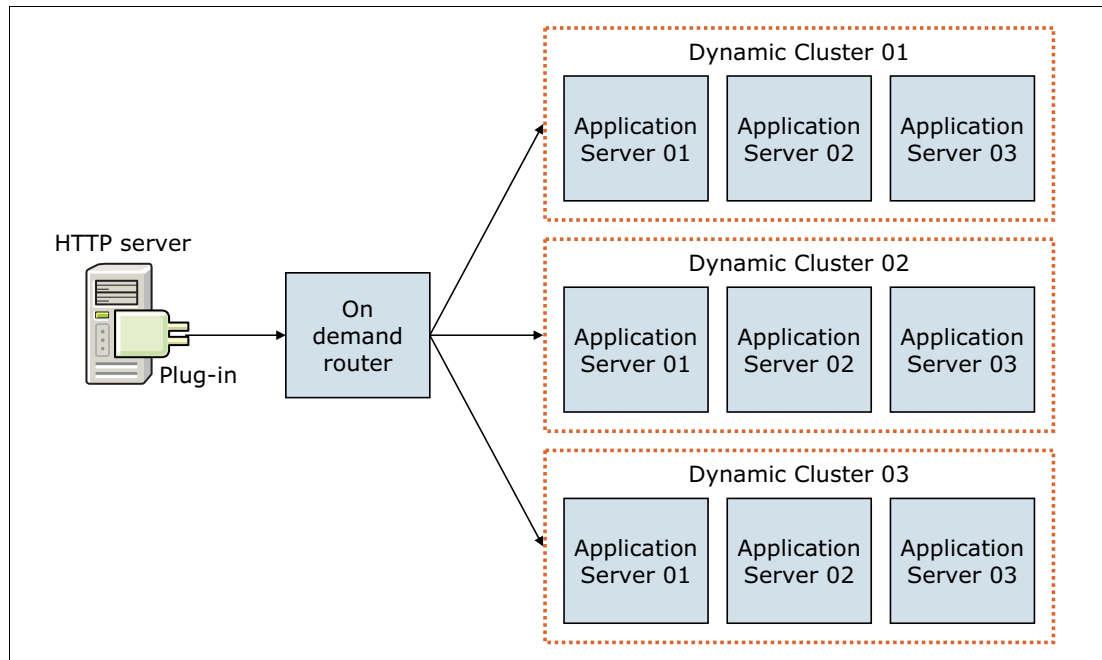 HTTP server
Plug-in
On
demand
router
Dynamic Cluster 01
Application
Server 01
Application
Server 02
Application
Server 03
Dynamic Cluster 02
Application
Server 01
Application
Server 02
Application
Server 03
Dynamic Cluster 03
Application
Server 01
Application
Server 02
Application
Server 03